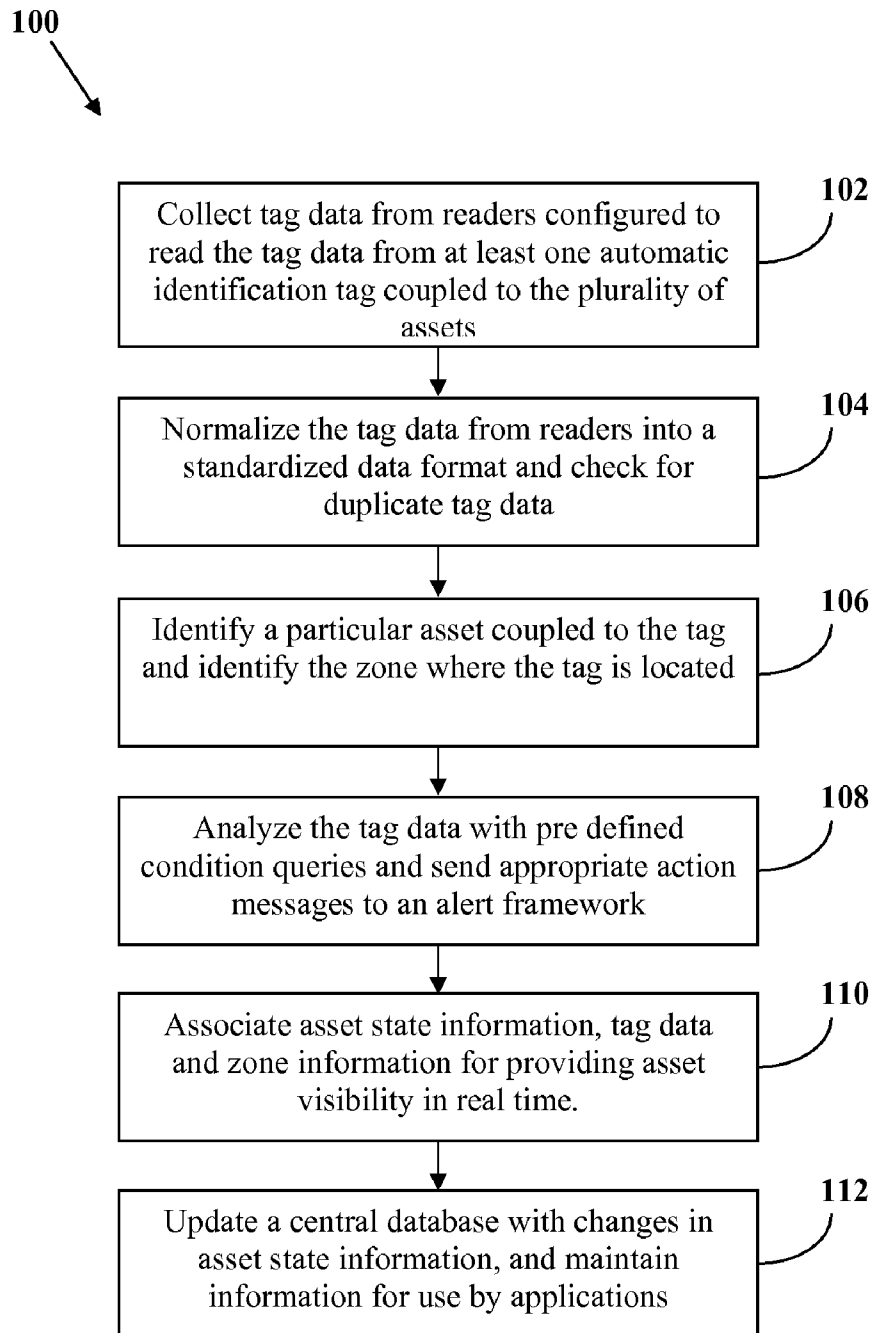 100
102
Collect tag data from readers configured to
read the tag data from at least one automatic
identification tag coupled to the plurality of
assets
104
Normalize the tag data from readers into a
standardized data format and check for
duplicate tag data
106
Identify a particular asset coupled to the tag
and identify the zone where the tag is located
108
Analyze the tag data with pre defined
condition queries and send appropriate action
messages to an alert framework
110
Associate asset state information, tag data
and zone information for providing asset
visibility in real time.
112
Update a central database with changes in
asset state information, and maintain
information for use by applications